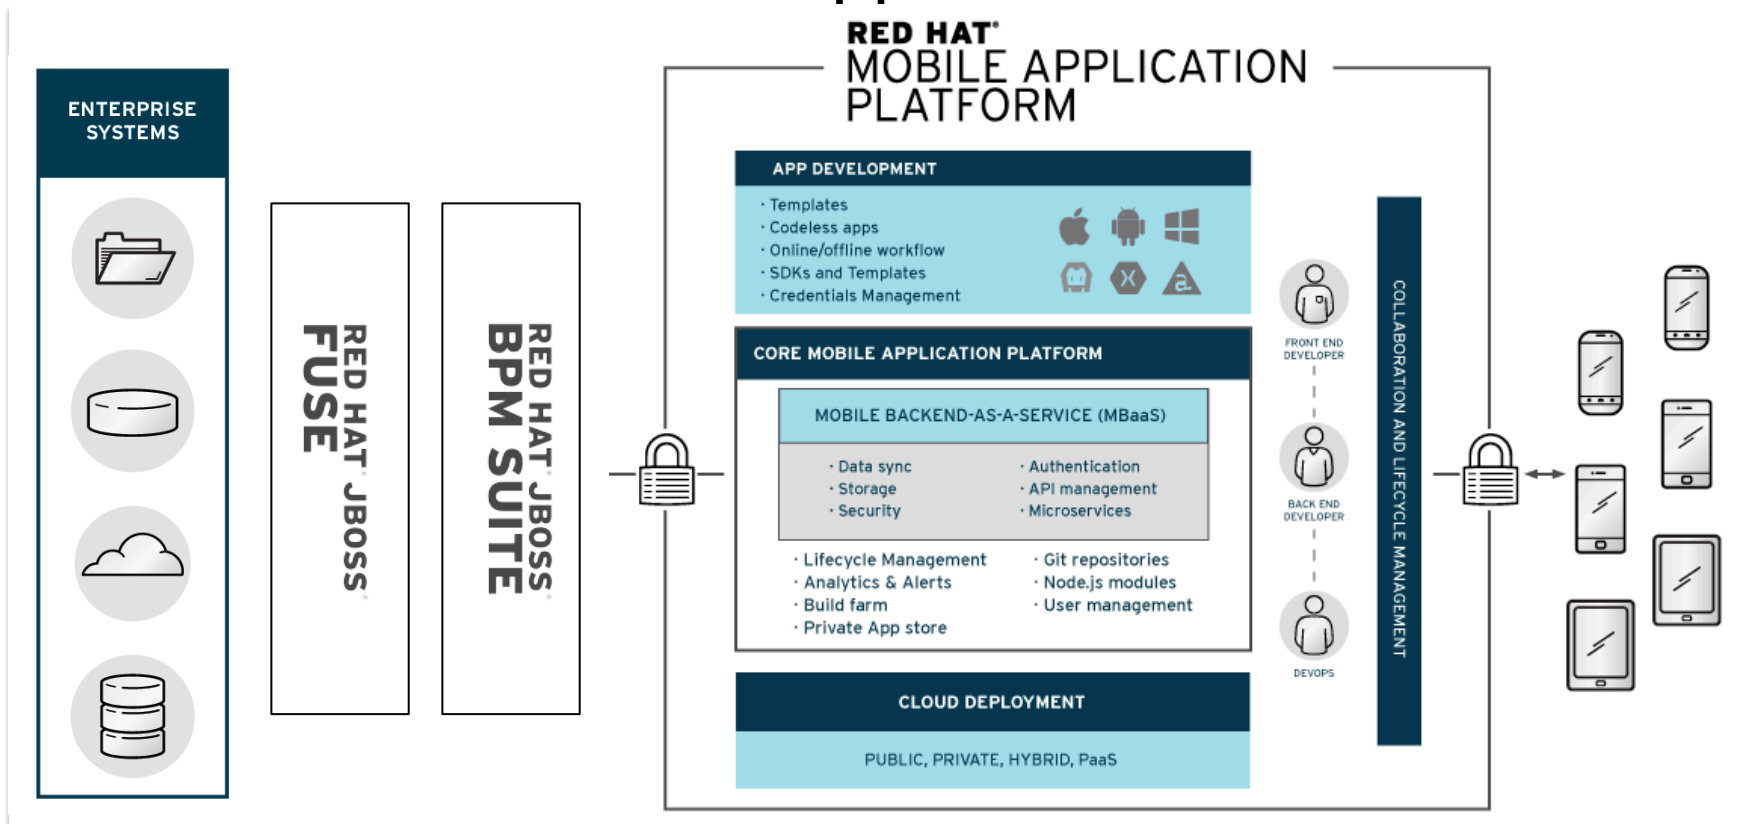 RED HAT®
MOBILE APPLICATION
PLATFORM
ENTERPRISE
SYSTEMS
RED HAT® JBOSS®
FUSE
RED HAT® JBOSS®
BPM SUITE
APP DEVELOPMENT
· Templates
· Codeless apps
· Online/offline workflow
· SDKs and Templates
· Credentials Management
CORE MOBILE APPLICATION PLATFORM
MOBILE BACKEND-AS-A-SERVICE (MBaaS)
· Data sync
· Storage
· Security
· Authentication
· API management
· Microservices
· Lifecycle Management
· Analytics & Alerts
· Build farm
· Private App store
· Git repositories
· Node.js modules
· User management
CLOUD DEPLOYMENT
PUBLIC, PRIVATE, HYBRID, PaaS
FRONT END
DEVELOPER
BACK END
DEVELOPER
DEVOPS
COLLABORATION AND LIFECYCLE MANAGEMENT